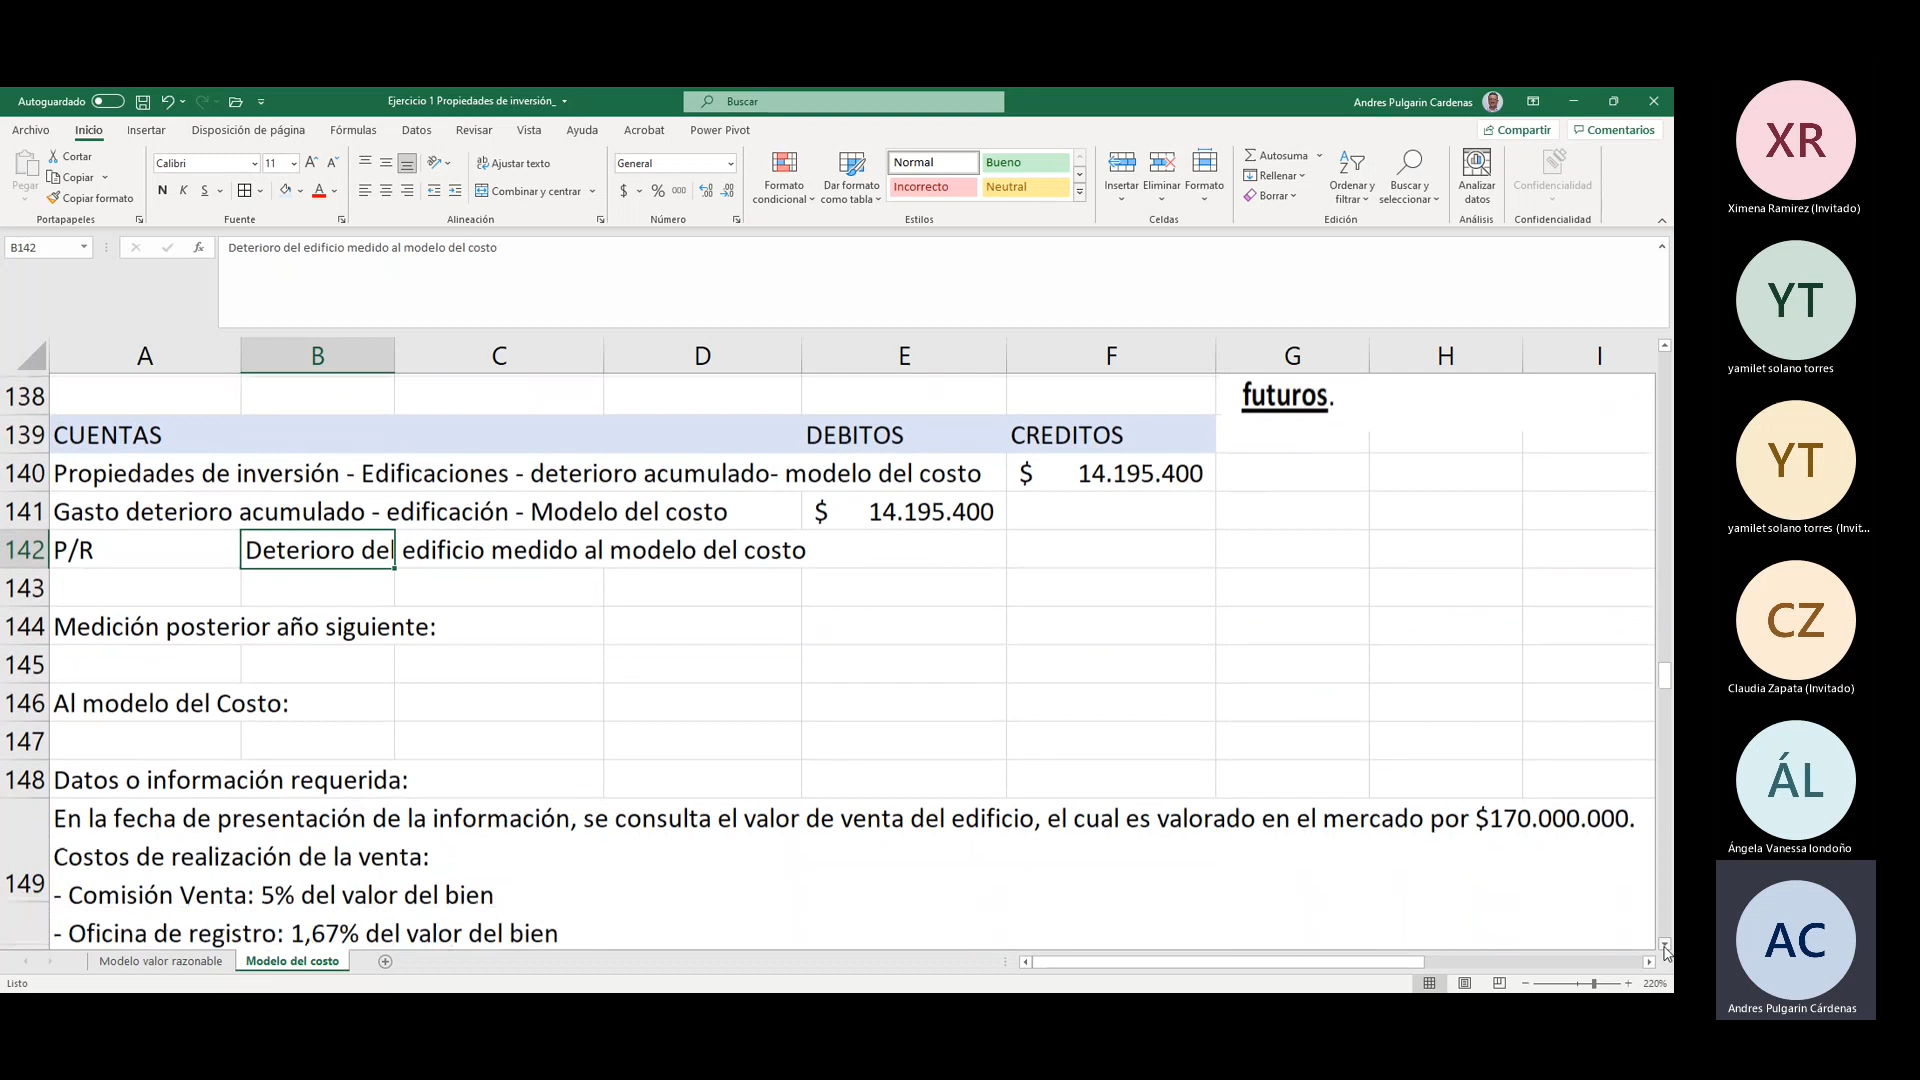 Autoguardado
Ejercicio 1 Propiedades de inversión_
Buscar
Andres Pulgarin Cardenas
Archivo Inicio Insertar Disposición de página Fórmulas Datos Revisar Vista Ayuda Acrobat Power Pivot
Compartir Comentarios
Pegar
Cortar
Copiar
Copiar formato
Portapapeles
Calibri 11
N K S
Fuente
Ajustar texto
Combinar y centrar
Alineación
General
$ % 000
Número
Formato condicional
Dar formato como tabla
Normal Bueno
Incorrecto Neutral
Estilos
Insertar Eliminar Formato
Celdas
Autosuma
Rellenar
Borrar
Ordenar y filtrar
Buscar y seleccionar
Edición
Analizar datos
Análisis
Confidencialidad
Confidencialidad
B142
fx
Deterioro del edificio medido al modelo del costo
A B C D E F G H I
138 futuros.
139 CUENTAS DEBITOS CREDITOS
140 Propiedades de inversión - Edificaciones - deterioro acumulado- modelo del costo $ 14.195.400
141 Gasto deterioro acumulado - edificación - Modelo del costo $ 14.195.400
142 P/R Deterioro del edificio medido al modelo del costo
143
144 Medición posterior año siguiente:
145
146 Al modelo del Costo:
147
148 Datos o información requerida:
En la fecha de presentación de la información, se consulta el valor de venta del edificio, el cual es valorado en el mercado por $170.000.000.
Costos de realización de la venta:
149
- Comisión Venta: 5% del valor del bien
- Oficina de registro: 1,67% del valor del bien
Modelo valor razonable Modelo del costo
Listo
220%
XR
Ximena Ramirez (Invitado)
YT
yamilet solano torres
YT
yamilet solano torres (Invit...
CZ
Claudia Zapata (Invitado)
ÁL
Ángela Vanessa londoño
AC
Andres Pulgarin Cárdenas